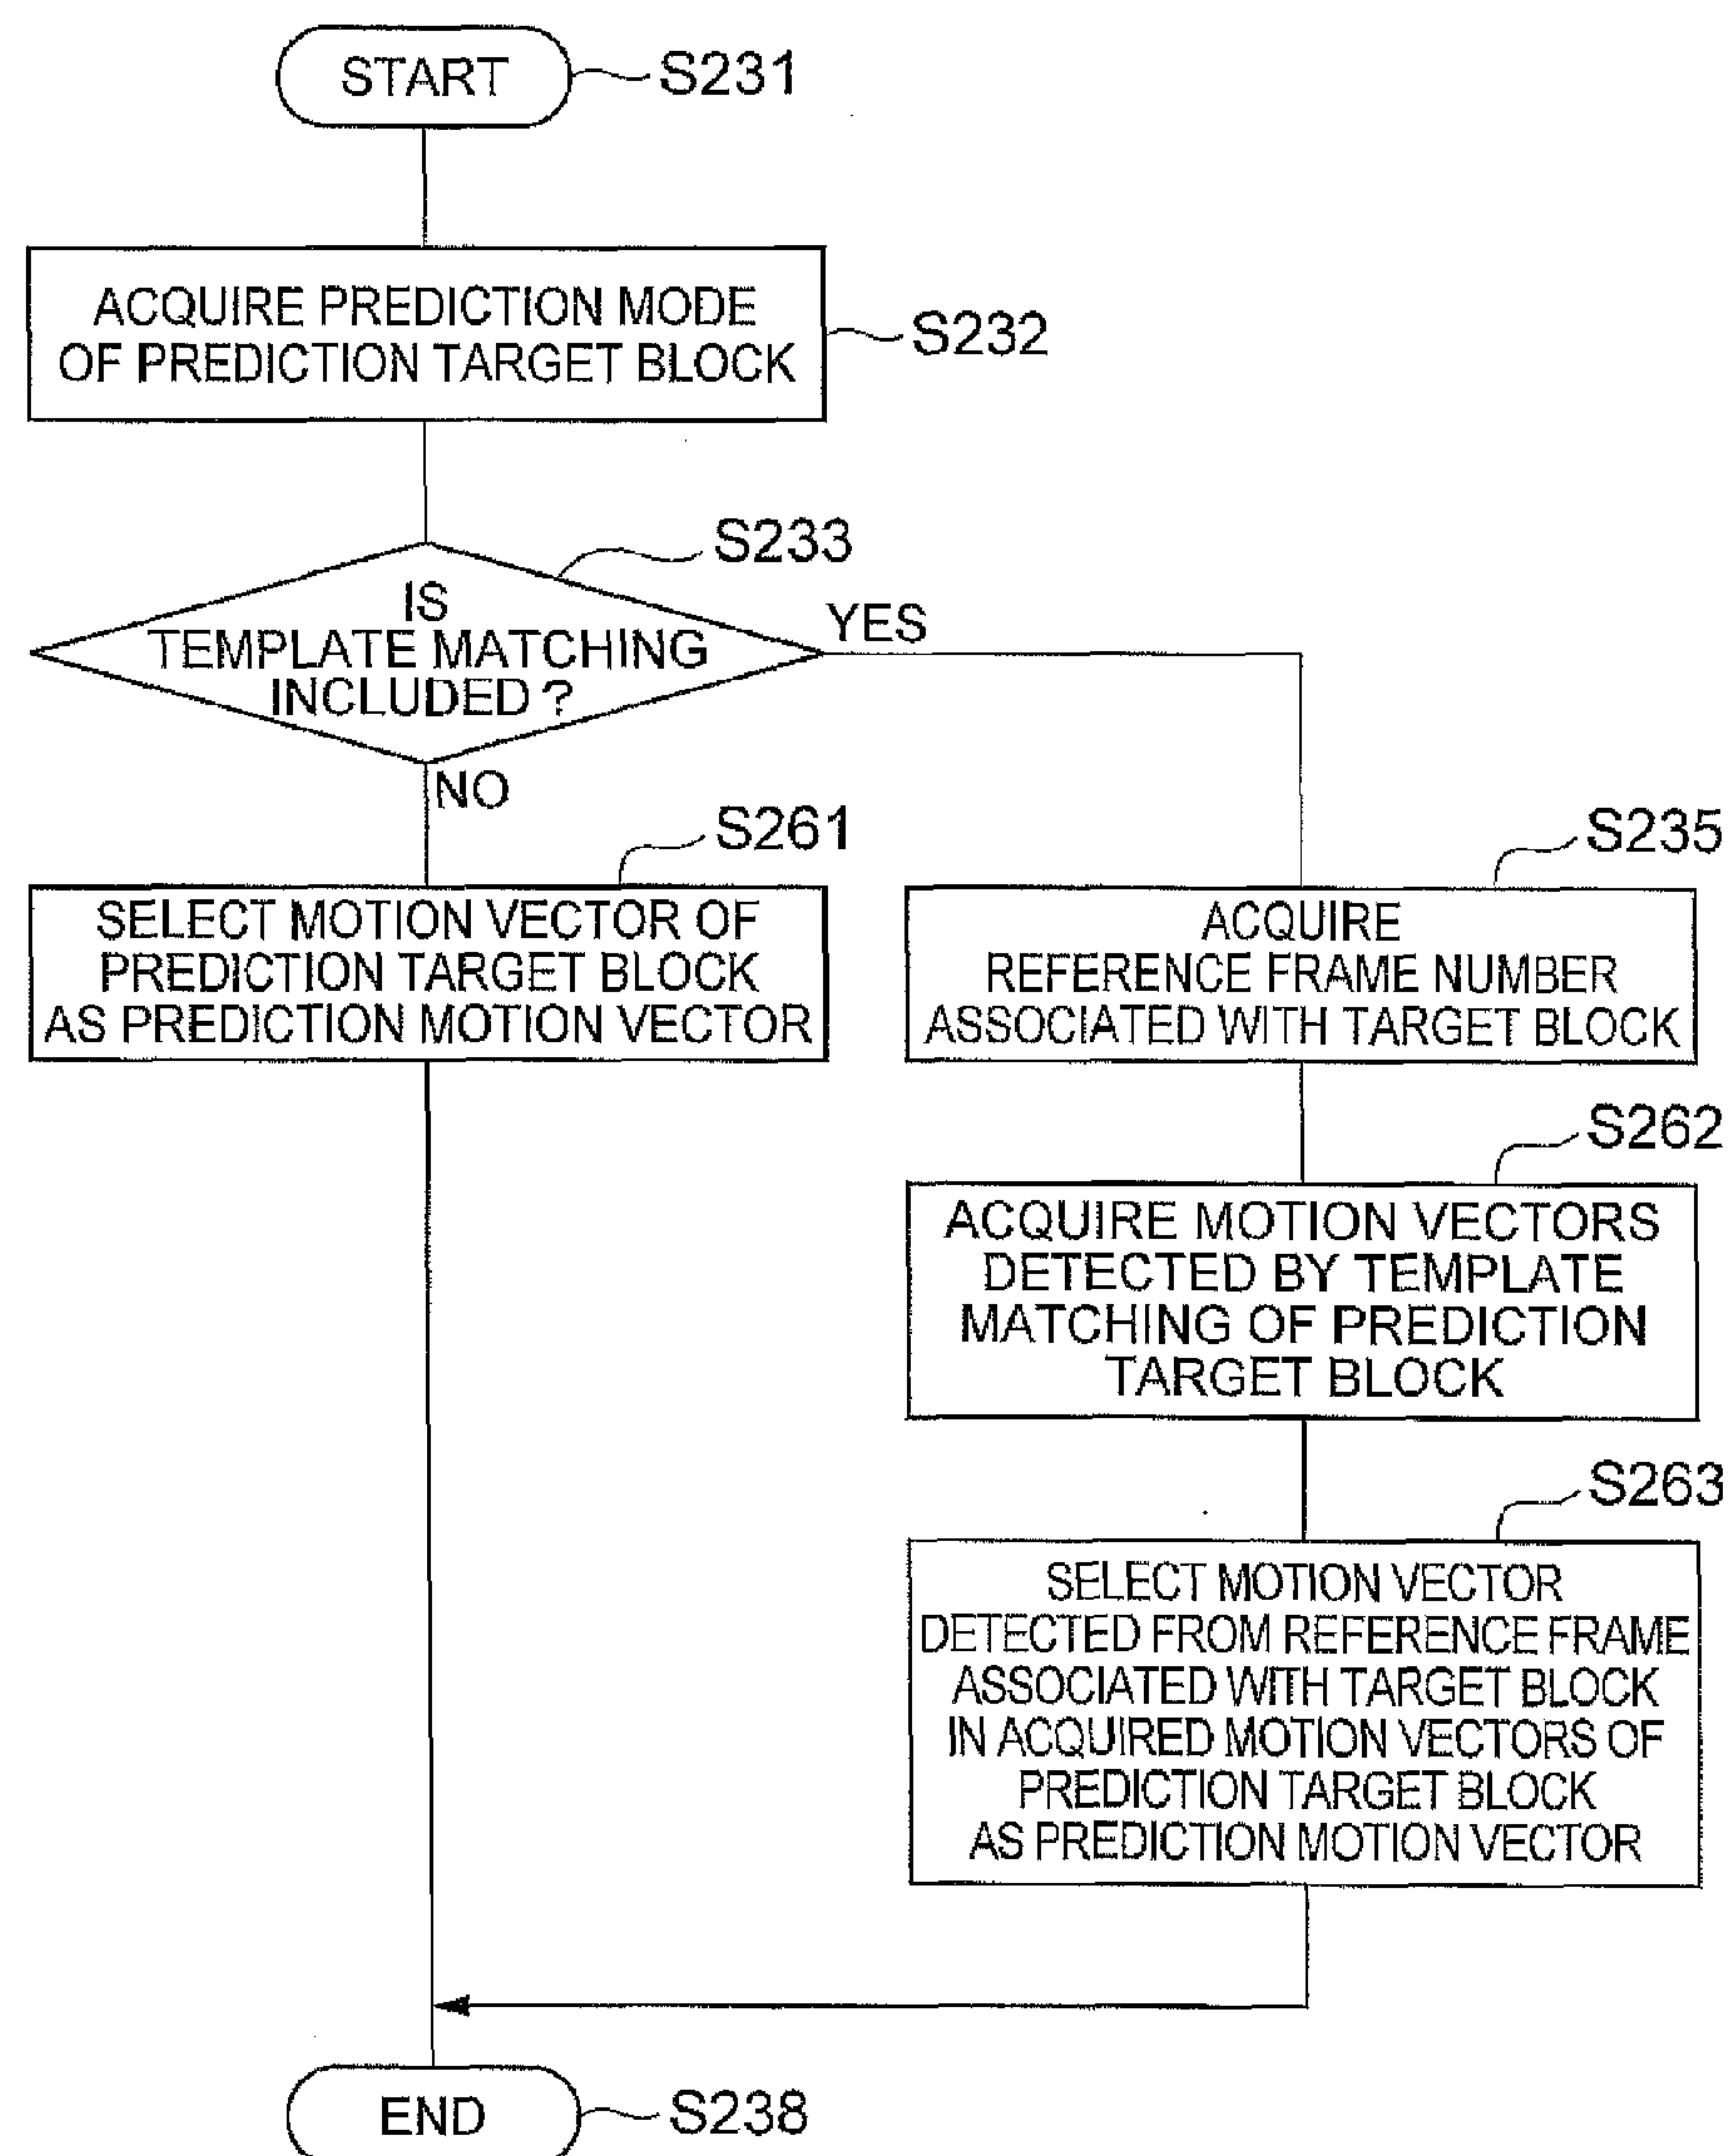 START
S231
ACQUIRE PREDICTION MODE
OF PREDICTION TARGET BLOCK
S232
S233
IS
TEMPLATE MATCHING
INCLUDED ?
YES
NO
S261
SELECT MOTION VECTOR OF
PREDICTION TARGET BLOCK
AS PREDICTION MOTION VECTOR
S235
ACQUIRE
REFERENCE FRAME NUMBER
ASSOCIATED WITH TARGET BLOCK
S262
ACQUIRE MOTION VECTORS
DETECTED BY TEMPLATE
MATCHING OF PREDICTION
TARGET BLOCK
S263
SELECT MOTION VECTOR
DETECTED FROM REFERENCE FRAME
ASSOCIATED WITH TARGET BLOCK
IN ACQUIRED MOTION VECTORS OF
PREDICTION TARGET BLOCK
AS PREDICTION MOTION VECTOR
END
S238